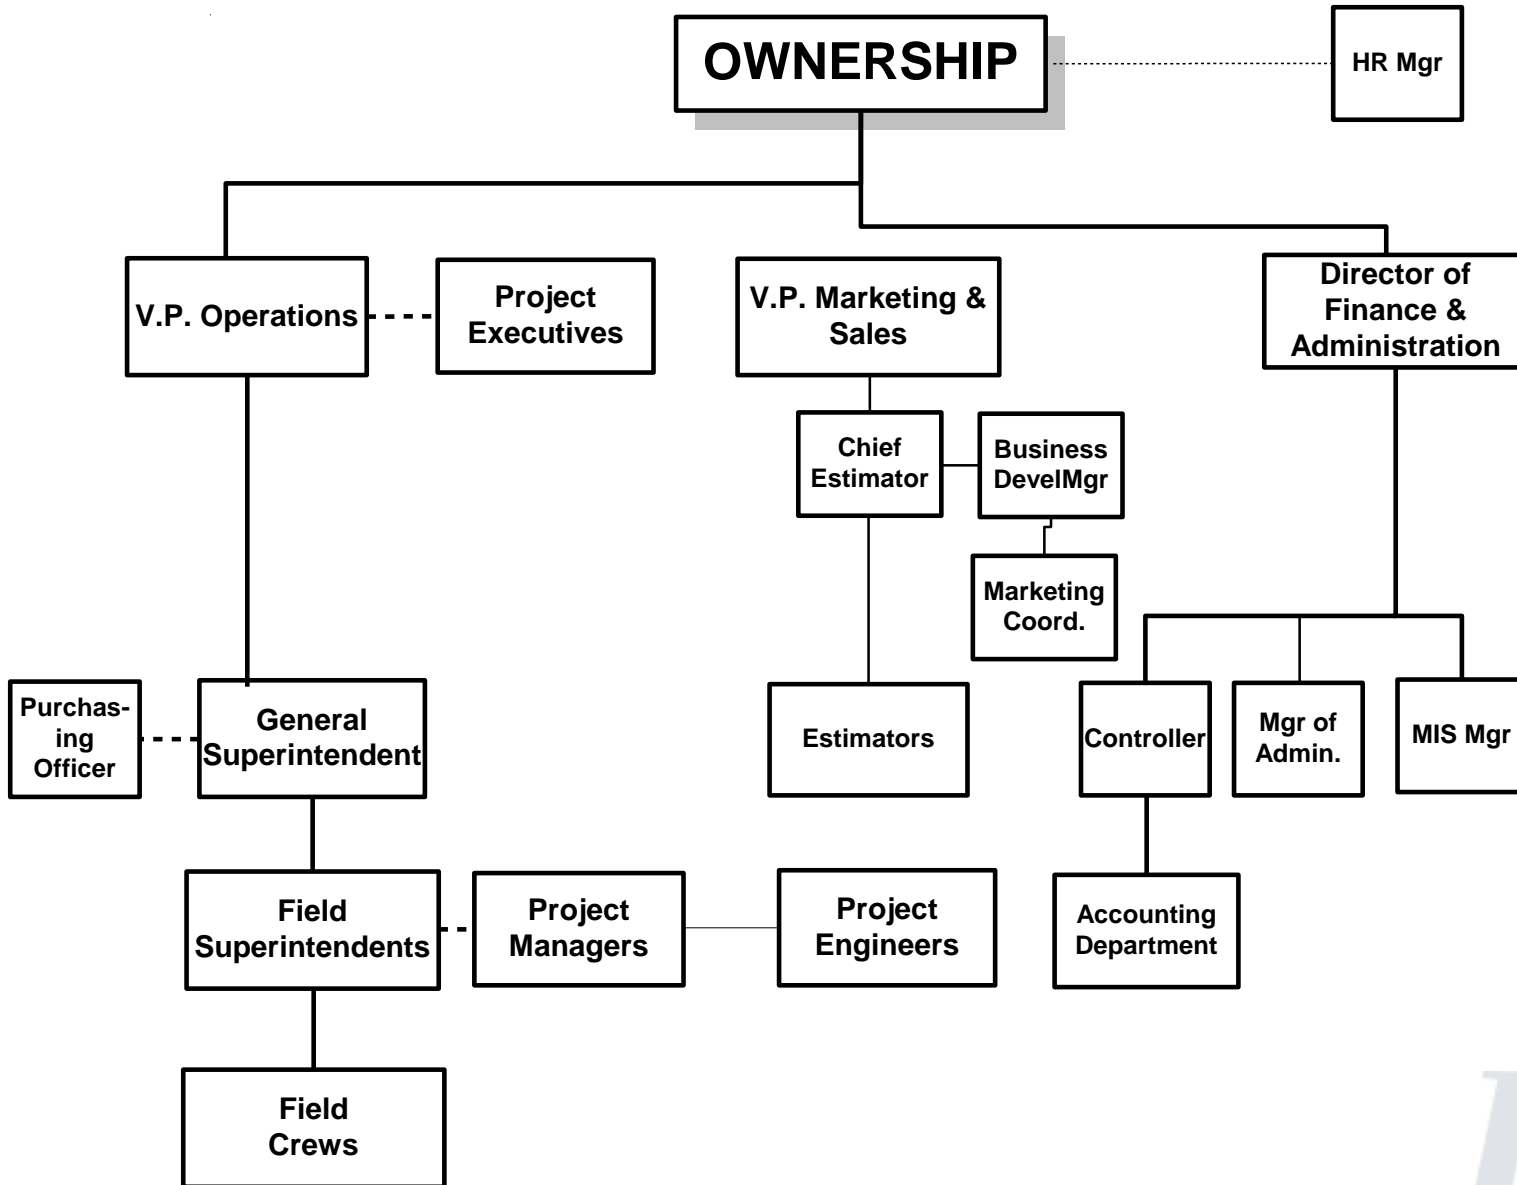 OWNERSHIP
HR Mgr
V.P. Operations
Project
Executives
V.P. Marketing &
Sales
Director of
Finance &
Administration
Chief
Estimator
Business
DevelMgr
Marketing
Coord.
Purchas-
ing
Officer
General
Superintendent
Estimators
Controller
Mgr of
Admin.
MIS Mgr
Field
Superintendents
Project
Managers
Project
Engineers
Accounting
Department
Field
Crews